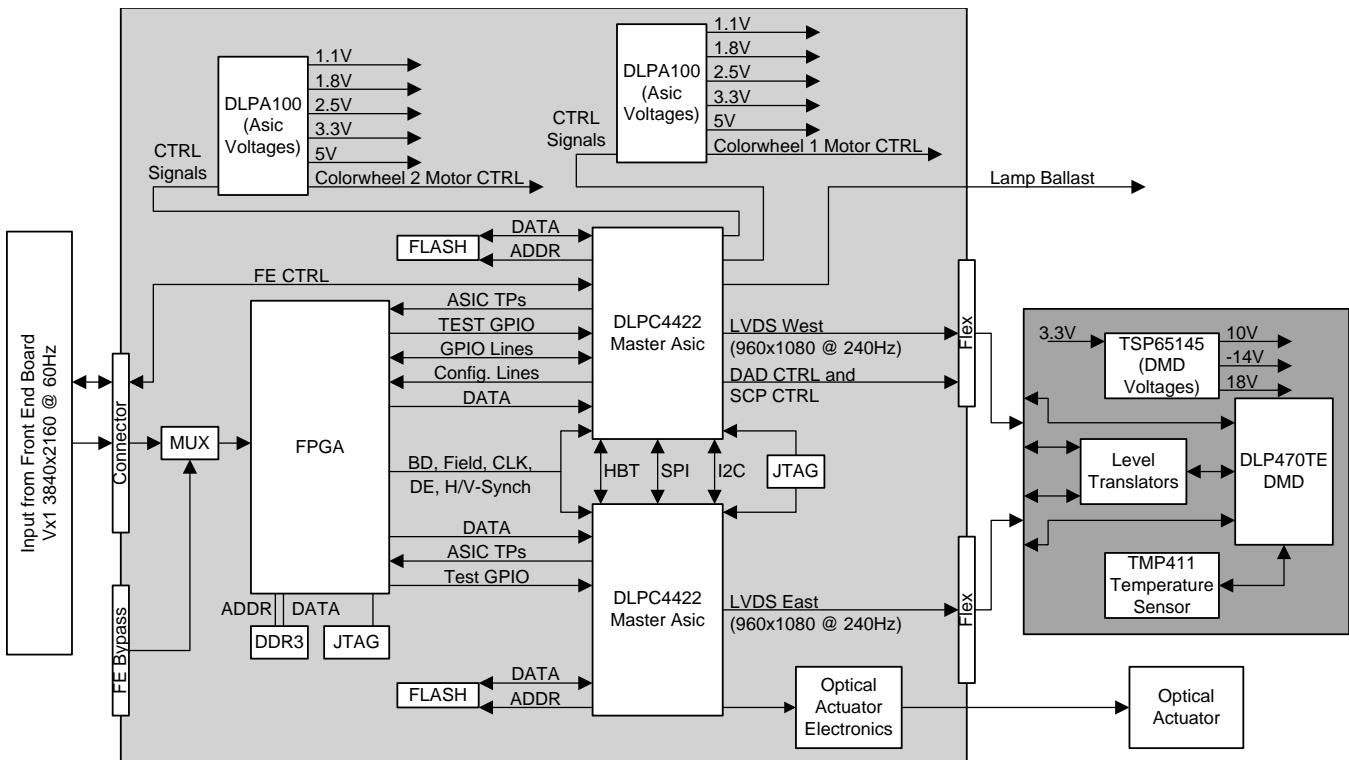 1.1V
1.8V
2.5V
3.3V
5V
DLPA100
(Asic
Voltages)
CTRL
Signals
Colorwheel 2 Motor CTRL
1.1V
1.8V
2.5V
3.3V
5V
DLPA100
(Asic
Voltages)
CTRL
Signals
Colorwheel 1 Motor CTRL
Lamp Ballast
Input from Front End Board
Vx1 3840x2160 @ 60Hz
Connector
FE Bypass
MUX
FE CTRL
FLASH
DATA
ADDR
FPGA
ASIC TPs
TEST GPIO
GPIO Lines
Config. Lines
DATA
BD, Field, CLK,
DE, H/V-Synch
DATA
ASIC TPs
Test GPIO
ADDR
DATA
DDR3
JTAG
DLPC4422
Master Asic
LVDS West
(960x1080 @ 240Hz)
DAD CTRL and
SCP CTRL
HBT
SPI
I2C
JTAG
DLPC4422
Master Asic
LVDS East
(960x1080 @ 240Hz)
FLASH
DATA
ADDR
Optical
Actuator
Electronics
Optical
Actuator
Flex
Flex
3.3V
TSP65145
(DMD
Voltages)
10V
-14V
18V
Level
Translators
DLP470TE
DMD
TMP411
Temperature
Sensor